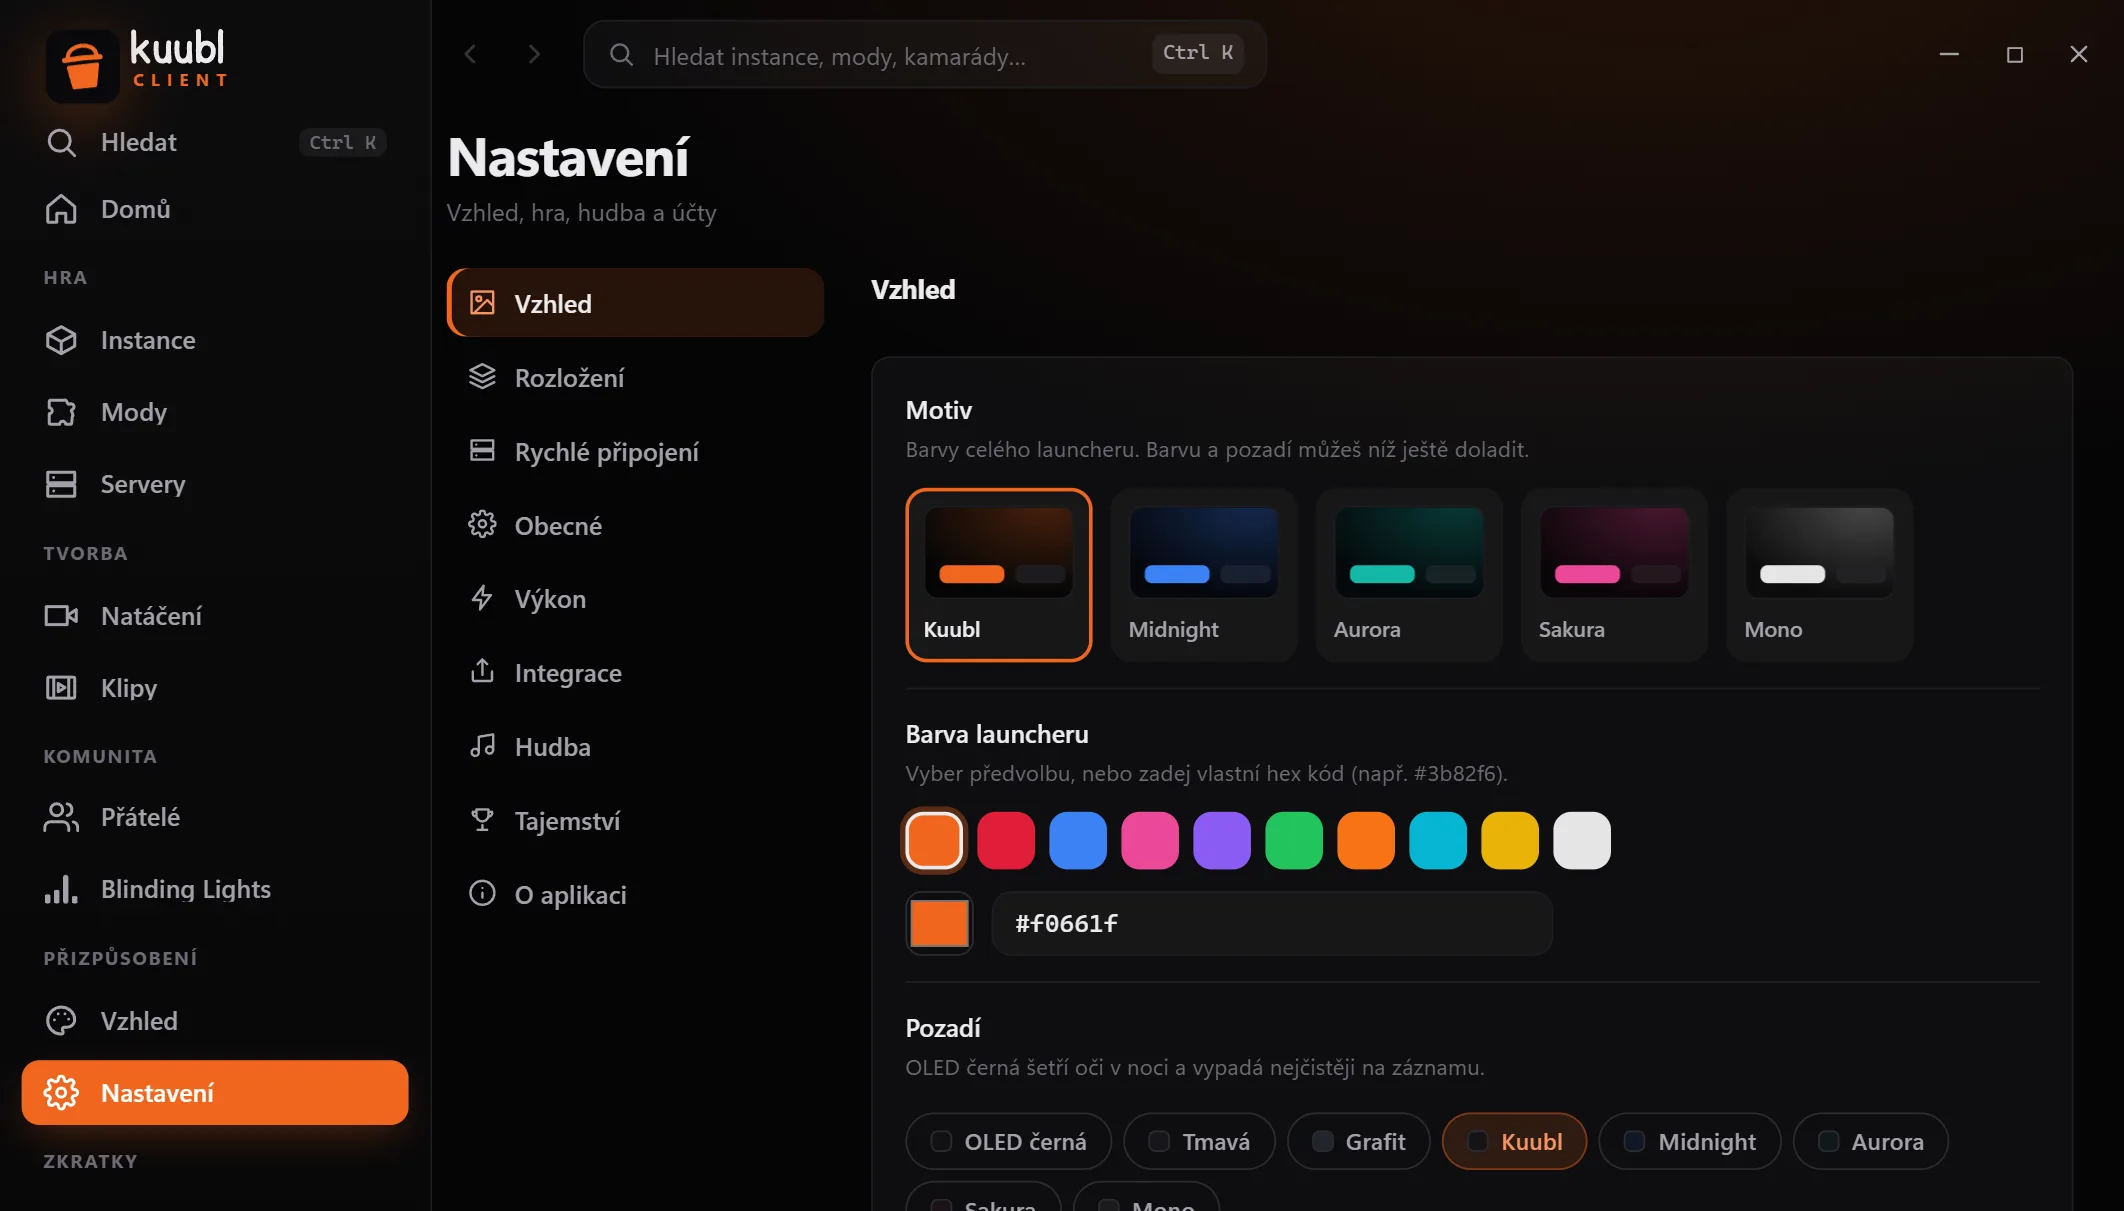 kuubl
CLIENT
Hledat
Ctrl K
Domů
HRA
Instance
Mody
Servery
TVORBA
Natáčení
Klipy
KOMUNITA
Přátelé
Blinding Lights
PŘIZPŮSOBENÍ
Vzhled
Nastavení
ZKRATKY
Hledat instance, mody, kamarády...
Ctrl K
Nastavení
Vzhled, hra, hudba a účty
Vzhled
Rozložení
Rychlé připojení
Obecné
Výkon
Integrace
Hudba
Tajemství
O aplikaci
Vzhled
Motiv
Barvy celého launcheru. Barvu a pozadí můžeš níž ještě doladit.
Kuubl
Midnight
Aurora
Sakura
Mono
Barva launcheru
Vyber předvolbu, nebo zadej vlastní hex kód (např. #3b82f6).
#f0661f
Pozadí
OLED černá šetří oči v noci a vypadá nejčistěji na záznamu.
OLED černá
Tmavá
Grafit
Kuubl
Midnight
Aurora
Sakura
Mono